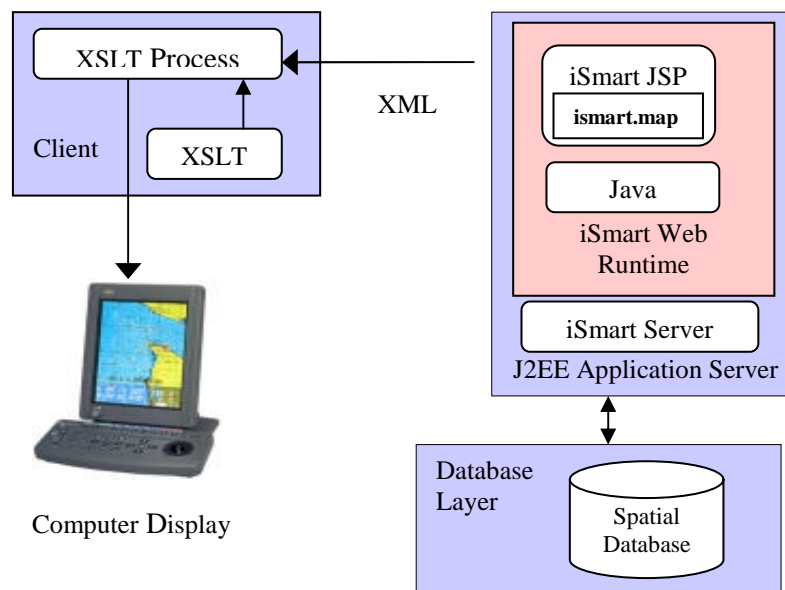 XSLT Process
XML
Client
XSLT
iSmart JSP
ismart.map
Java
iSmart Web
Runtime
iSmart Server
J2EE Application Server
Database
Layer
Spatial
Database
Computer Display